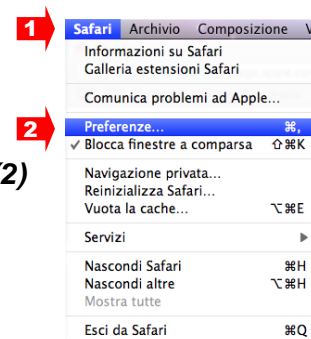 1
Safari Archivio Composizione V
Informazioni su Safari
Galleria estensioni Safari
Comunica problemi ad Apple...
2
Preferenze... ⌘,
✓ Blocca finestre a comparsa ⇧⌘K
2)
Navigazione privata...
Reinizializza Safari...
Vuota la cache... ⌥⌘E
Servizi ▶
Nascondi Safari ⌘H
Nascondi altre ⌥⌘H
Mostra tutte
Esci da Safari ⌘Q